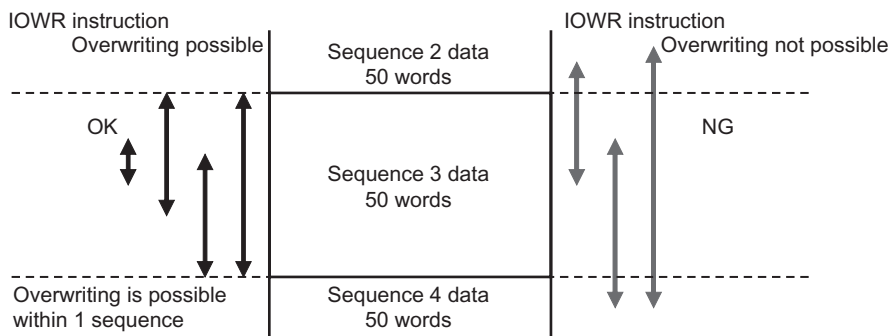 IOWR instruction
Overwriting possible
Sequence 2 data
50 words
IOWR instruction
Overwriting not possible
OK
NG
Sequence 3 data
50 words
Overwriting is possible
within 1 sequence
Sequence 4 data
50 words